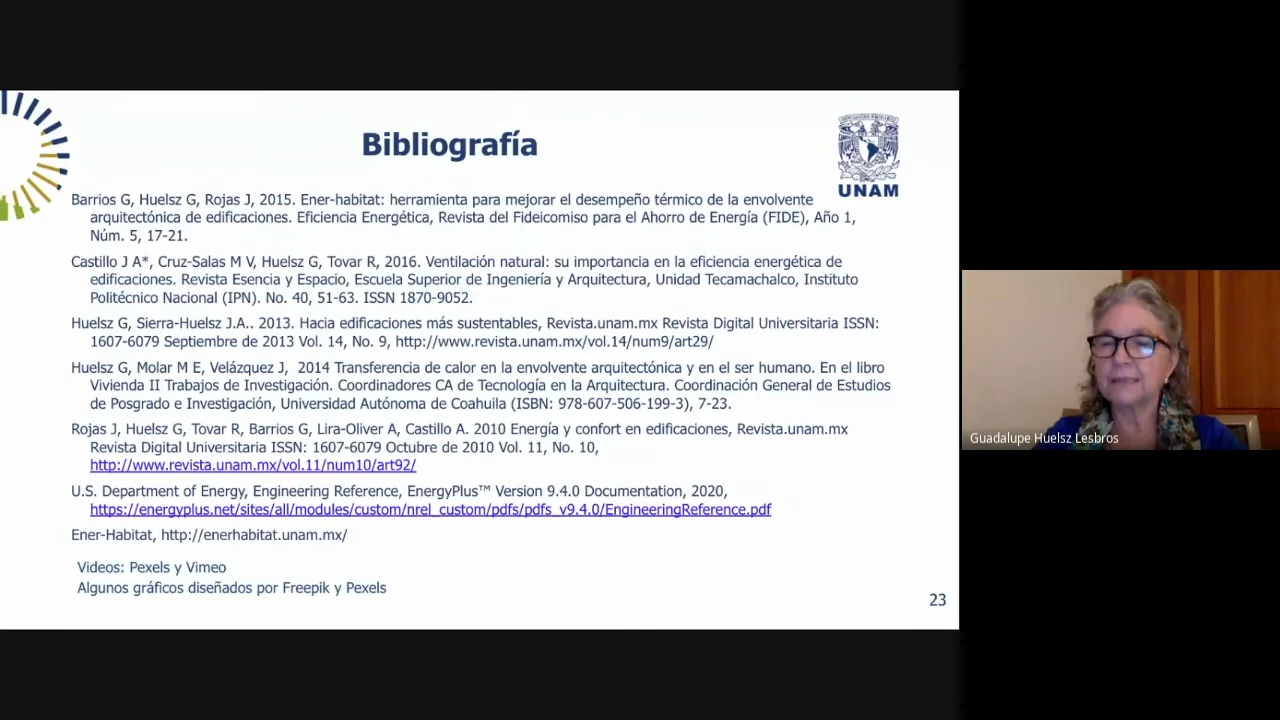 Bibliografía
UNAM
Barrios G, Huelsz G, Rojas J, 2015. Ener-habitat: herramienta para mejorar el desempeño térmico de la envolvente
arquitectónica de edificaciones. Eficiencia Energética, Revista del Fideicomiso para el Ahorro de Energía (FIDE), Año 1,
Núm. 5, 17-21.
Castillo J A*, Cruz-Salas M V, Huelsz G, Tovar R, 2016. Ventilación natural: su importancia en la eficiencia energética de
edificaciones. Revista Esencia y Espacio, Escuela Superior de Ingeniería y Arquitectura, Unidad Tecamachalco, Instituto
Politécnico Nacional (IPN). No. 40, 51-63. ISSN 1870-9052.
Huelsz G, Sierra-Huelsz J.A.. 2013. Hacia edificaciones más sustentables, Revista.unam.mx Revista Digital Universitaria ISSN:
1607-6079 Septiembre de 2013 Vol. 14, No. 9, http://www.revista.unam.mx/vol.14/num9/art29/
Huelsz G, Molar M E, Velázquez J,  2014 Transferencia de calor en la envolvente arquitectónica y en el ser humano. En el libro
Vivienda II Trabajos de Investigación. Coordinadores CA de Tecnología en la Arquitectura. Coordinación General de Estudios
de Posgrado e Investigación, Universidad Autónoma de Coahuila (ISBN: 978-607-506-199-3), 7-23.
Rojas J, Huelsz G, Tovar R, Barrios G, Lira-Oliver A, Castillo A. 2010 Energía y confort en edificaciones, Revista.unam.mx
Revista Digital Universitaria ISSN: 1607-6079 Octubre de 2010 Vol. 11, No. 10,
http://www.revista.unam.mx/vol.11/num10/art92/
U.S. Department of Energy, Engineering Reference, EnergyPlus™ Version 9.4.0 Documentation, 2020,
https://energyplus.net/sites/all/modules/custom/nrel_custom/pdfs/pdfs_v9.4.0/EngineeringReference.pdf
Ener-Habitat, http://enerhabitat.unam.mx/
Videos: Pexels y Vimeo
Algunos gráficos diseñados por Freepik y Pexels
23
Guadalupe Huelsz Lesbros